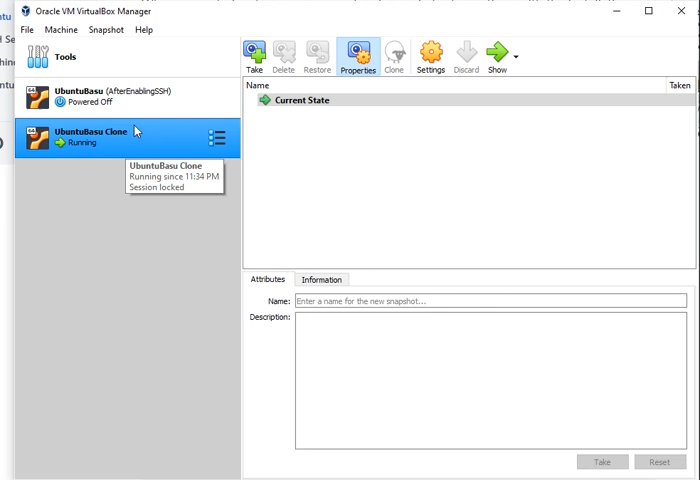 Oracle VM VirtualBox Manager
File Machine Snapshot Help
Tools
Take Delete Restore Properties Clone Settings Discard Show
Name Taken
Current State
64 UbuntuBasu (AfterEnablingSSH)
Powered Off
64 UbuntuBasu Clone
Running
UbuntuBasu Clone
Running since 11:34 PM
Session locked
Attributes Information
Name: Enter a name for the new snapshot...
Description:
Take Reset